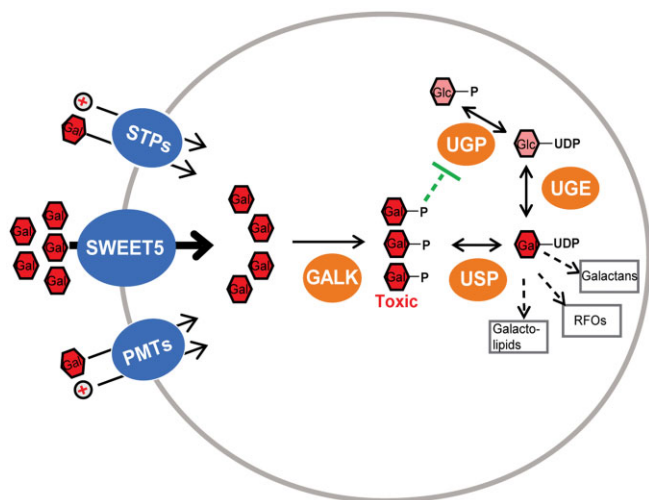 +
Gal
STPs
Gal
Gal
Gal
Gal
Gal
Gal
SWEET5
Gal
PMTs
+
Gal
Gal
Gal
Gal
GALK
Glc P
UGP
Glc UDP
UGE
Gal P
Gal P
Gal P
Toxic
USP
Gal UDP
Galactans
RFOs
Galacto-
lipids